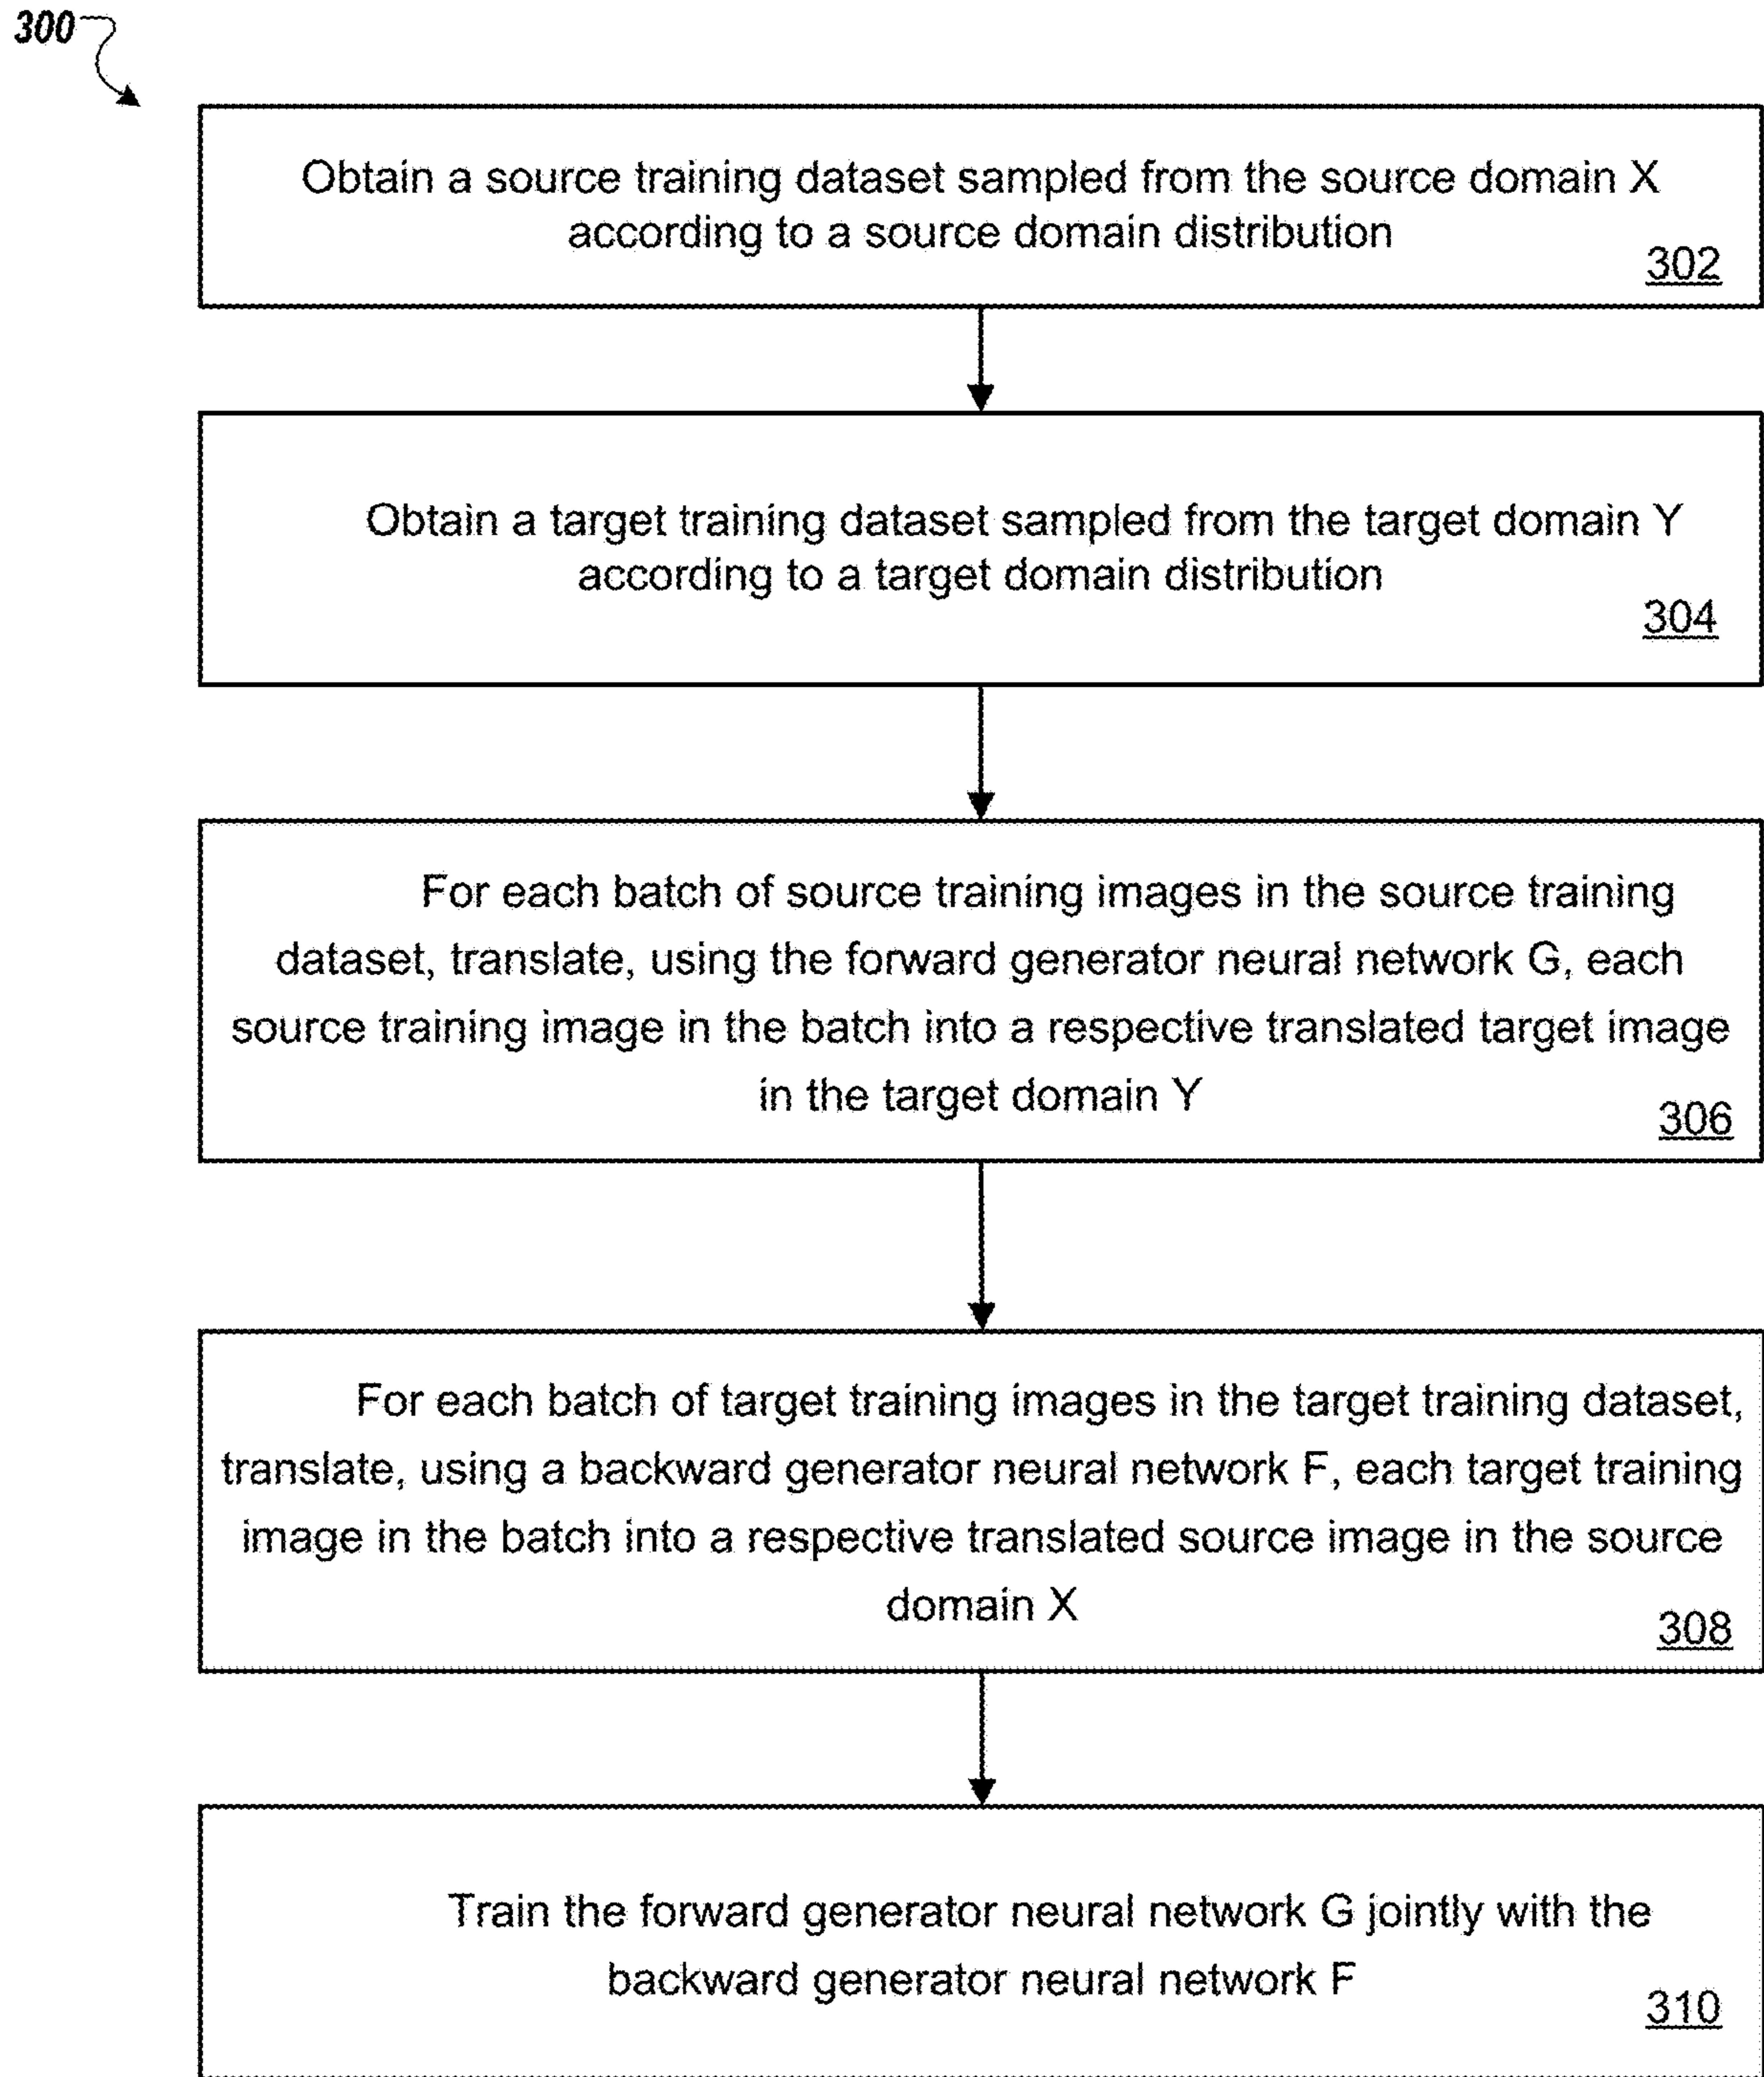 300
Obtain a source training dataset sampled from the source domain X
according to a source domain distribution
302
Obtain a target training dataset sampled from the target domain Y
according to a target domain distribution
304
For each batch of source training images in the source training
dataset, translate, using the forward generator neural network G, each
source training image in the batch into a respective translated target image
in the target domain Y
306
For each batch of target training images in the target training dataset,
translate, using a backward generator neural network F, each target training
image in the batch into a respective translated source image in the source
domain X
308
Train the forward generator neural network G jointly with the
backward generator neural network F
310